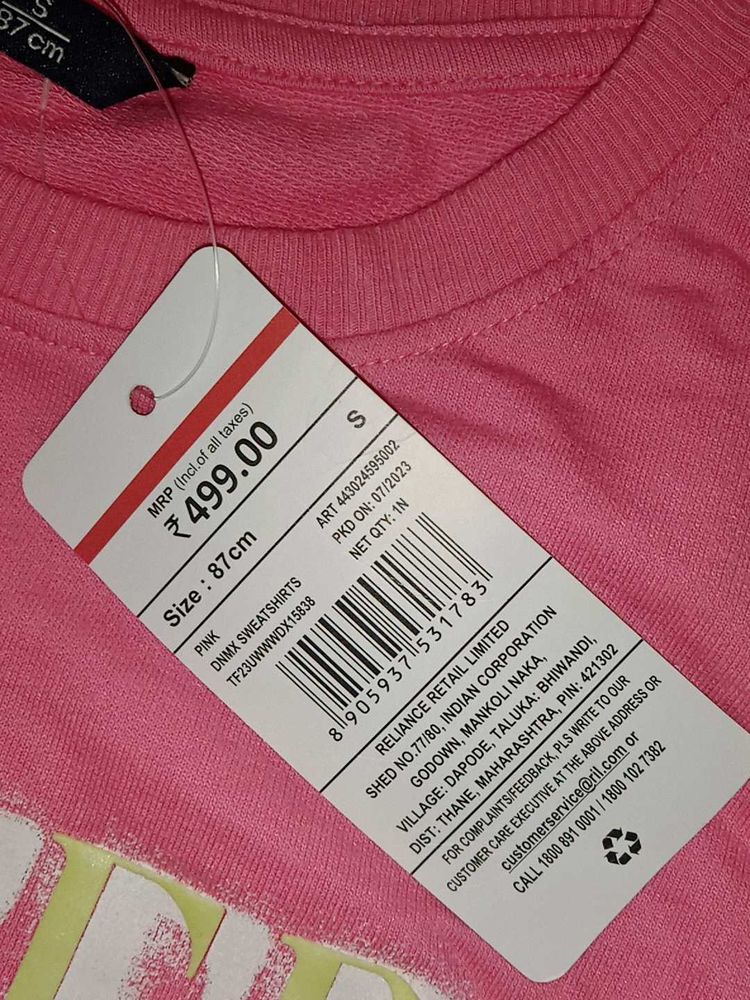 S
87 cm
MRP (Incl.of all taxes)
₹ 499.00
Size : 87cm
S
PINK
DNMX SWEATSHIRTS
TF23UWWWDX15838
ART 443024595002
PKD ON: 07/2023
NET QTY: 1N
8905937531783
RELIANCE RETAIL LIMITED
SHED NO.77/80, INDIAN CORPORATION
GODOWN, MANKOLI NAKA,
VILLAGE: DAPODE, TALUKA: BHIWANDI,
DIST: THANE, MAHARASHTRA, PIN: 421302
FOR COMPLAINTS/FEEDBACK, PLS WRITE TO OUR
CUSTOMER CARE EXECUTIVE AT THE ABOVE ADDRESS OR
customerservice@ril.com or
CALL 1800 891 0001 / 1800 102 7382